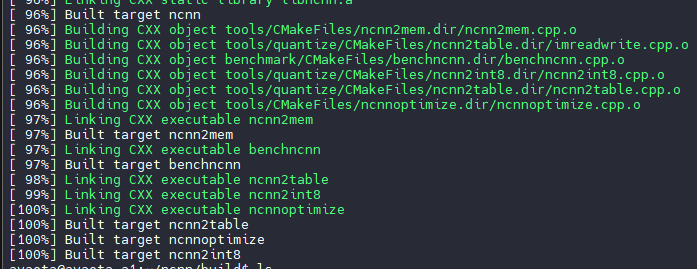 [ 96%] Linking CXX static library libncnn.a
[ 96%] Built target ncnn
[ 96%] Building CXX object tools/CMakeFiles/ncnn2mem.dir/ncnn2mem.cpp.o
[ 96%] Building CXX object tools/quantize/CMakeFiles/ncnn2table.dir/imreadwrite.cpp.o
[ 96%] Building CXX object benchmark/CMakeFiles/benchncnn.dir/benchncnn.cpp.o
[ 96%] Building CXX object tools/quantize/CMakeFiles/ncnn2int8.dir/ncnn2int8.cpp.o
[ 96%] Building CXX object tools/quantize/CMakeFiles/ncnn2table.dir/ncnn2table.cpp.o
[ 96%] Building CXX object tools/CMakeFiles/ncnnoptimize.dir/ncnnoptimize.cpp.o
[ 97%] Linking CXX executable ncnn2mem
[ 97%] Built target ncnn2mem
[ 97%] Linking CXX executable benchncnn
[ 97%] Built target benchncnn
[ 98%] Linking CXX executable ncnn2table
[ 99%] Linking CXX executable ncnn2int8
[100%] Linking CXX executable ncnnoptimize
[100%] Built target ncnn2table
[100%] Built target ncnnoptimize
[100%] Built target ncnn2int8
avaota@avaota-a1:~/ncnn/build$ ls